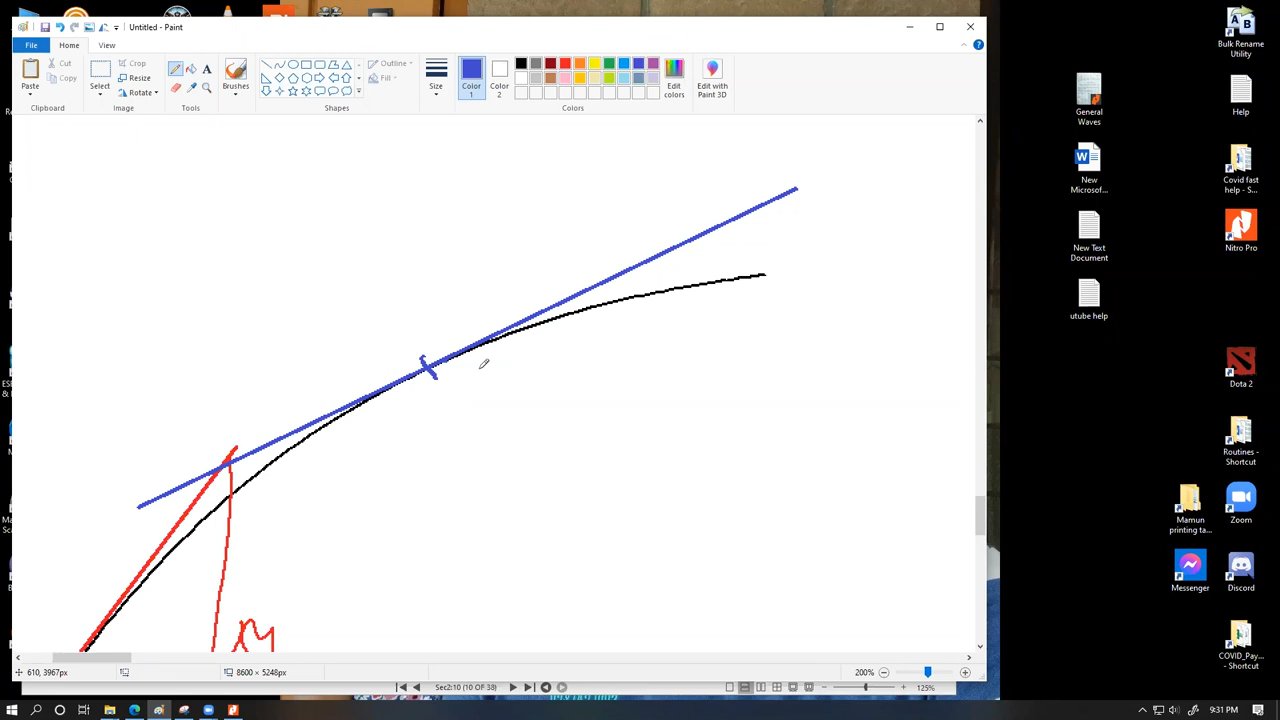 Untitled - Paint
File
Home
View
Paste
Cut
Copy
Clipboard
Select
Crop
Resize
Rotate
Image
A
Tools
Brushes
Outline
Fill
Shapes
Size
Color
1
Color
2
Edit
colors
Edit with
Paint 3D
Colors
M
610, 3967px
8600 × 5248px
200%
Sec2:10 (10 OF 38)
125%
9:31 PM
Bulk Rename
Utility
General
Waves
Help
New
Microsof...
Covid fast
help - S...
New Text
Document
Nitro Pro
utube help
Dota 2
Routines -
Shortcut
Mamun
printing ta...
Zoom
Messenger
Discord
COVID_Pay...
- Shortcut